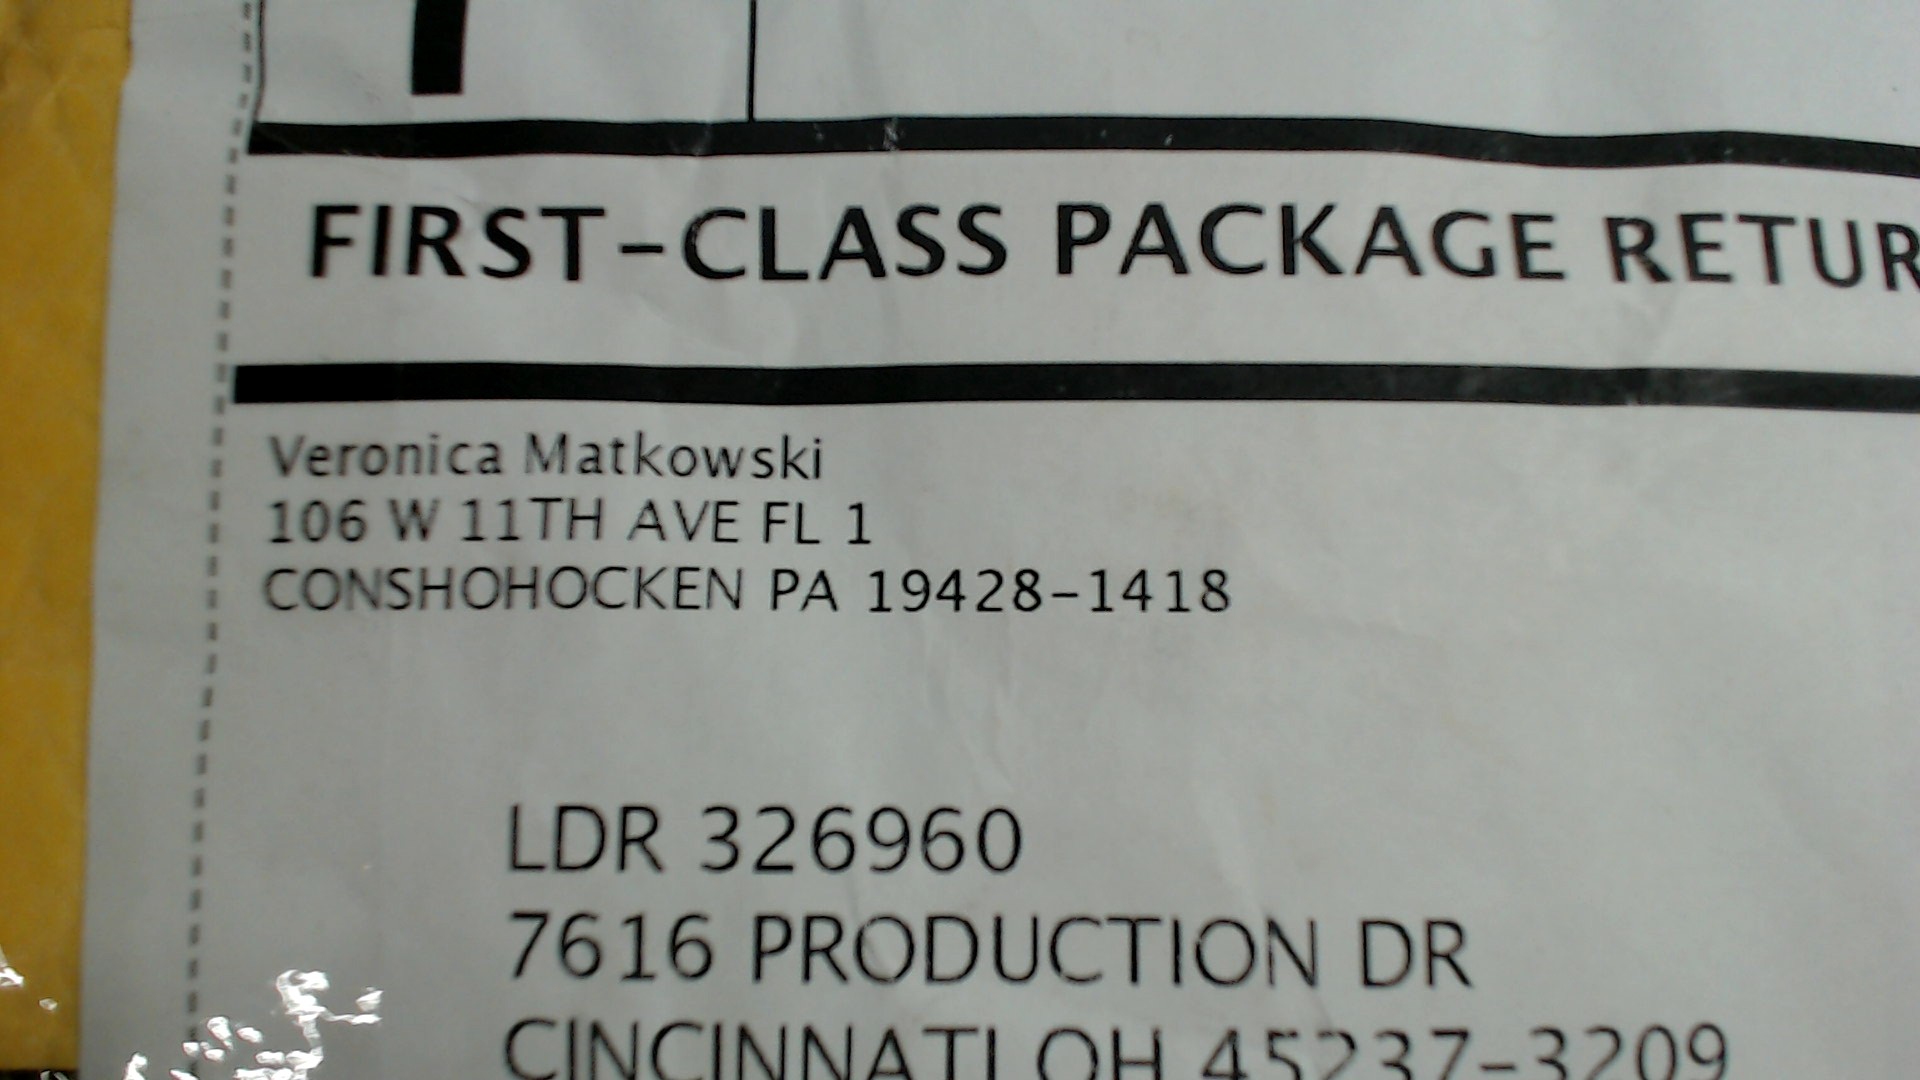 FIRST-CLASS PACKAGE RETUR
Veronica Matkowski
106 W 11TH AVE FL 1
CONSHOHOCKEN PA 19428-1418
LDR 326960
7616 PRODUCTION DR
CINCINNATI OH 45237-3209